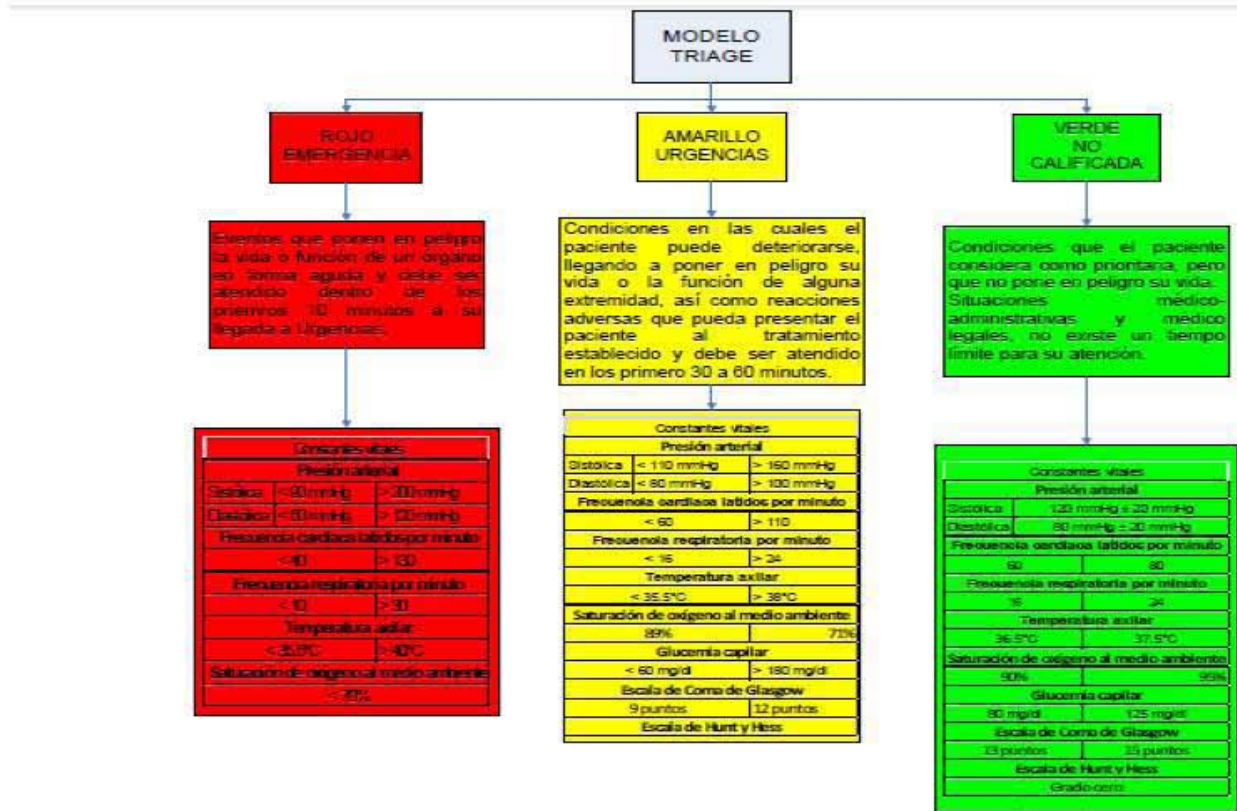 MODELO
TRIAGE
ROJO
EMERGENCIA
AMARILLO
URGENCIAS
VERDE
NO
CALIFICADA
Eventos que ponen en peligro
la vida o función de un órgano
en forma aguda y debe ser
atendido dentro de los
priemros 10 minutos a su
llegada a Urgencias.
Condiciones en las cuales el
paciente puede deteriorarse,
llegando a poner en peligro su
vida o la función de alguna
extremidad, así como reacciones
adversas que pueda presentar el
paciente al tratamiento
establecido y debe ser atendido
en los primero 30 a 60 minutos.
Condiciones que el paciente
considera como prioritaria, pero
que no pone en peligro su vida.
Situaciones médico-
administrativas y médico
legales, no existe un tiempo
límite para su atención.
Constantes vitales
Presión arterial
Sistólica
Diastólica
Frecuencia cardiaca latidos por minuto
< 40 > 130
Frecuencia respiratoria por minuto
< 10 > 30
Temperatura axilar
> 40°C
Saturación de oxígeno al medio ambiente
Constantes vitales
Presión arterial
Sistólica < 110 mmHg > 160 mmHg
Diastólica < 80 mmHg > 100 mmHg
Frecuencia cardiaca latidos por minuto
< 60 > 110
Frecuencia respiratoria por minuto
< 16 > 24
Temperatura axilar
< 35.5°C > 38°C
Saturación de oxígeno al medio ambiente
89% 71%
Glucemia capilar
< 60 mg/dl > 180 mg/dl
Escala de Coma de Glasgow
9 puntos 12 puntos
Escala de Hunt y Hess
Constantes vitales
Presión arterial
Sistólica 120 mmHg ± 20 mmHg
Diastólica 80 mmHg ± 20 mmHg
Frecuencia cardiaca latidos por minuto
60 80
Frecuencia respiratoria por minuto
16 24
Temperatura axilar
36.5°C 37.5°C
Saturación de oxígeno al medio ambiente
90%
Glucemia capilar
80 mg/dl 125 mg/dl
Escala de Coma de Glasgow
13 puntos 15 puntos
Escala de Hunt y Hess
Grado cero